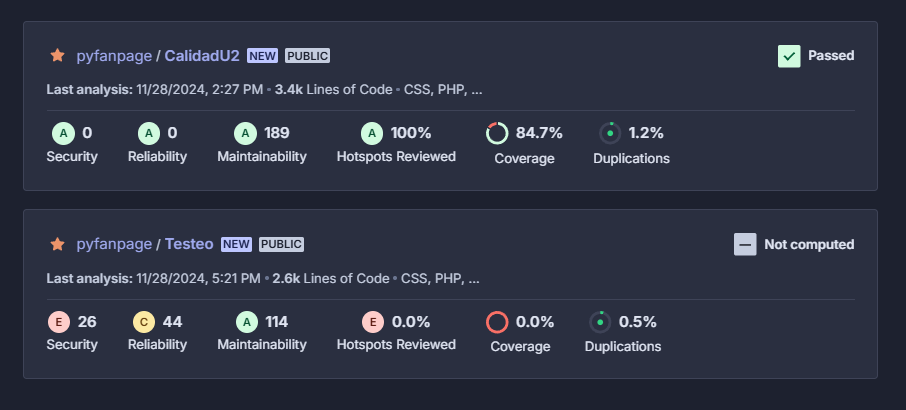 pyfanpage / CalidadU2 NEW PUBLIC Passed
Last analysis: 11/28/2024, 2:27 PM • 3.4k Lines of Code • CSS, PHP, ...
A 0 A 0 A 189 A 100% 84.7% 1.2%
Security Reliability Maintainability Hotspots Reviewed Coverage Duplications
pyfanpage / Testeo NEW PUBLIC Not computed
Last analysis: 11/28/2024, 5:21 PM • 2.6k Lines of Code • CSS, PHP, ...
E 26 C 44 A 114 E 0.0% 0.0% 0.5%
Security Reliability Maintainability Hotspots Reviewed Coverage Duplications